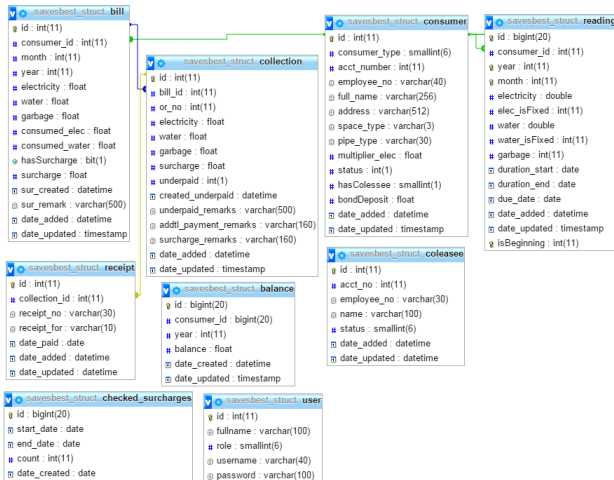 savesbest_struct bill
id : int(11)
consumer_id : int(11)
month : int(11)
year : int(11)
electricity : float
water : float
garbage : float
consumed_elec : float
consumed_water : float
hasSurcharge : bit(1)
surcharge : float
sur_created : datetime
sur_remark : varchar(500)
date_added : datetime
date_updated : timestamp
savesbest_struct collection
id : int(11)
bill_id : int(11)
or_no : int(11)
electricity : float
water : float
garbage : float
surcharge : float
underpaid : int(1)
created_underpaid : datetime
underpaid_remarks : varchar(500)
addtl_payment_remarks : varchar(160)
surcharge_remarks : varchar(160)
date_added : datetime
date_updated : timestamp
savesbest_struct consumer
id : int(11)
consumer_type : smallint(6)
acct_number : int(11)
employee_no : varchar(40)
full_name : varchar(256)
address : varchar(512)
space_type : varchar(3)
pipe_type : varchar(30)
multiplier_elec : float
status : int(1)
hasColessee : smallint(1)
bondDeposit : float
date_added : datetime
date_updated : timestamp
savesbest_struct reading
id : bigint(20)
consumer_id : int(11)
year : int(11)
month : int(11)
electricity : double
elec_isFixed : int(11)
water : double
water_isFixed : int(11)
garbage : int(11)
duration_start : date
duration_end : date
due_date : date
date_added : datetime
date_updated : timestamp
isBeginning : int(11)
savesbest_struct receipt
id : int(11)
collection_id : int(11)
receipt_no : varchar(30)
receipt_for : varchar(10)
date_paid : date
date_added : datetime
date_updated : datetime
savesbest_struct balance
id : bigint(20)
consumer_id : bigint(20)
year : int(11)
balance : float
date_created : datetime
date_updated : timestamp
savesbest_struct coleasee
id : int(11)
acct_no : int(11)
employee_no : varchar(30)
name : varchar(100)
status : smallint(6)
date_added : datetime
date_updated : datetime
savesbest_struct checked_surcharges
id : bigint(20)
start_date : date
end_date : date
count : int(11)
date_created : date
savesbest_struct user
id : int(11)
fullname : varchar(100)
role : smallint(6)
username : varchar(40)
password : varchar(100)